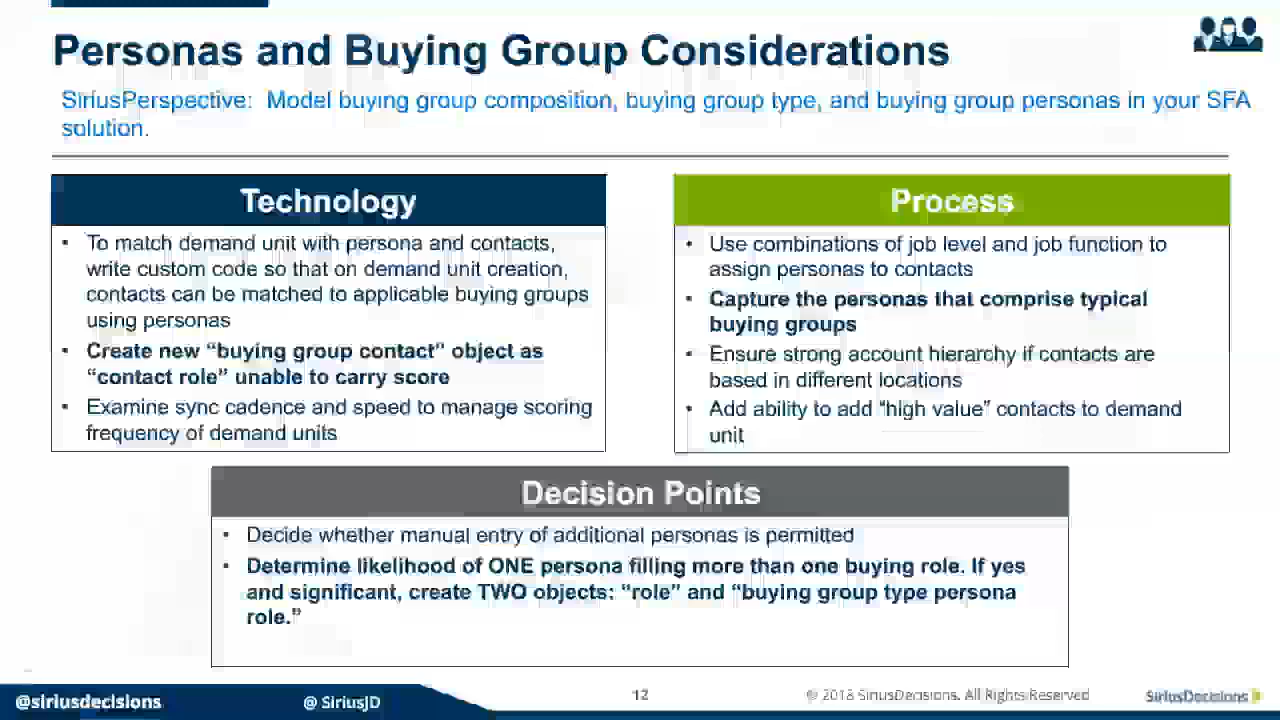 Personas and Buying Group Considerations
SiriusPerspective: Model buying group composition, buying group type, and buying group personas in your SFA
solution.
Technology
• To match demand unit with persona and contacts,
write custom code so that on demand unit creation,
contacts can be matched to applicable buying groups
using personas
• Create new “buying group contact” object as
“contact role” unable to carry score
• Examine sync cadence and speed to manage scoring
frequency of demand units
Process
• Use combinations of job level and job function to
assign personas to contacts
• Capture the personas that comprise typical
buying groups
• Ensure strong account hierarchy if contacts are
based in different locations
• Add ability to add “high value” contacts to demand
unit
Decision Points
• Decide whether manual entry of additional personas is permitted
• Determine likelihood of ONE persona filling more than one buying role. If yes
and significant, create TWO objects: “role” and “buying group type persona
role.”
@siriusdecisions
@ SiriusJD
12
© 2018 SiriusDecisions. All Rights Reserved
SiriusDecisions